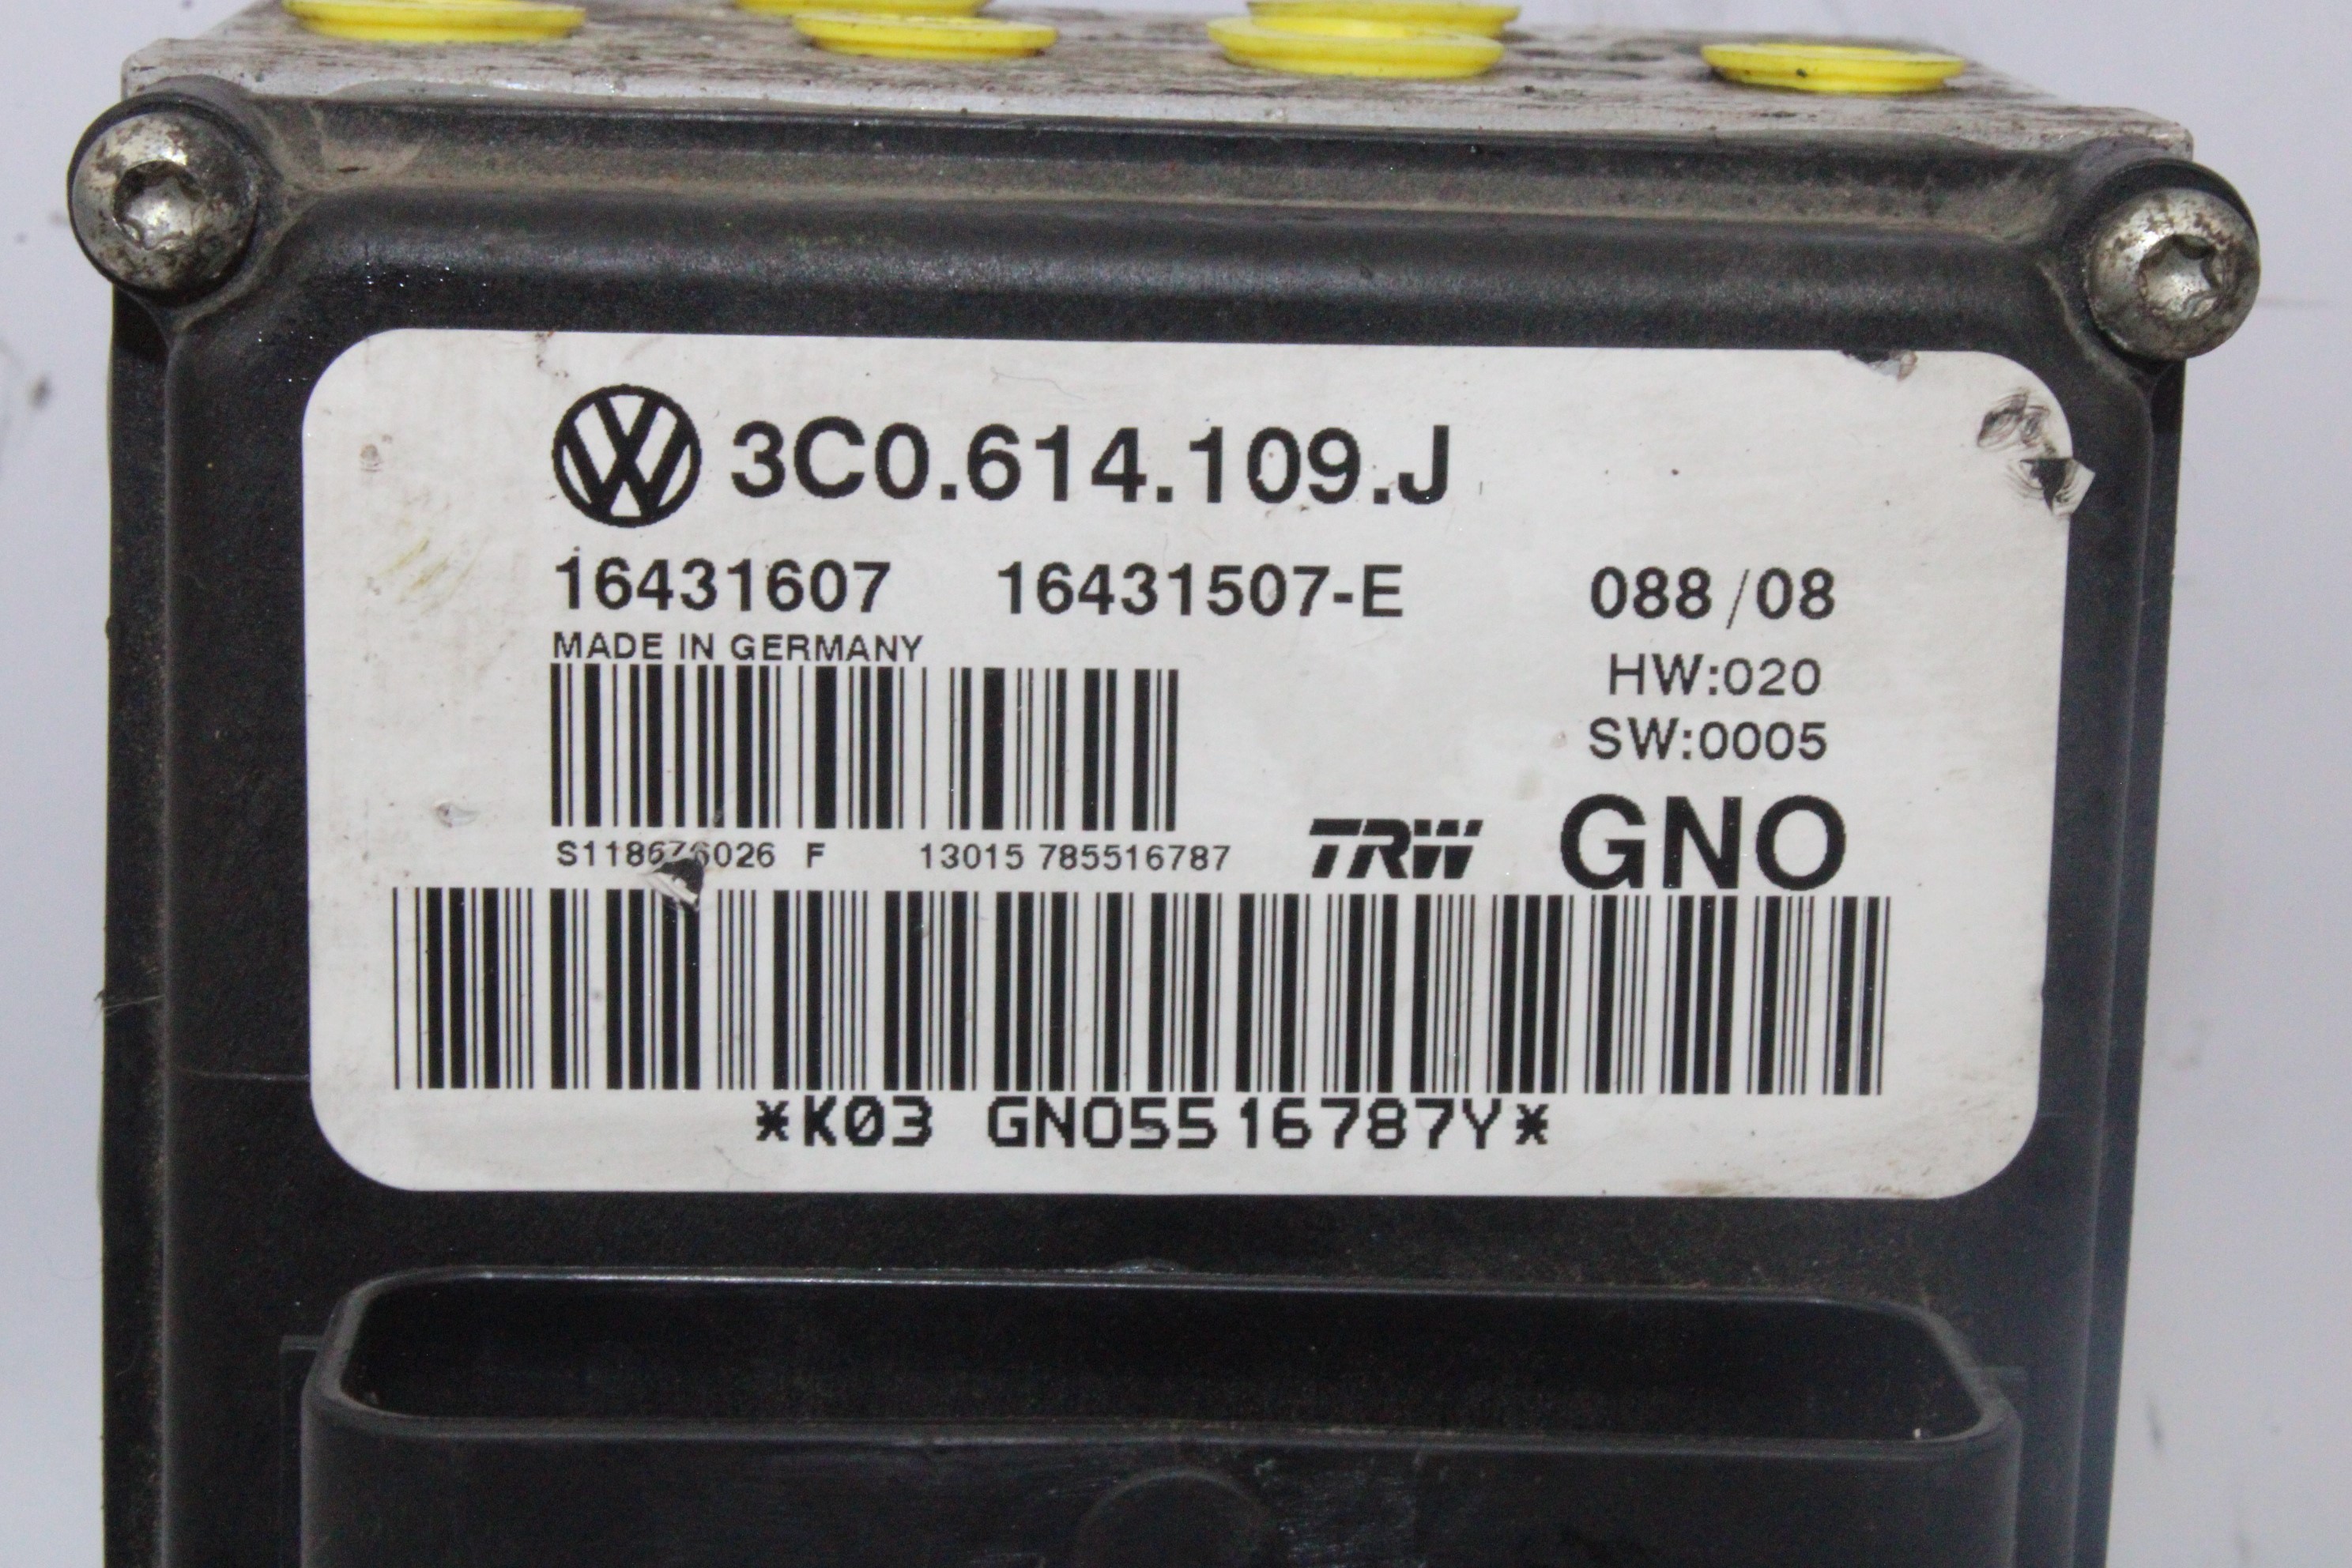 3C0.614.109.J
16431607 16431507-E 088/08
MADE IN GERMANY
HW:020
SW:0005
F 13015 785516787 TRW GNO
*K03 GNO5516787Y*